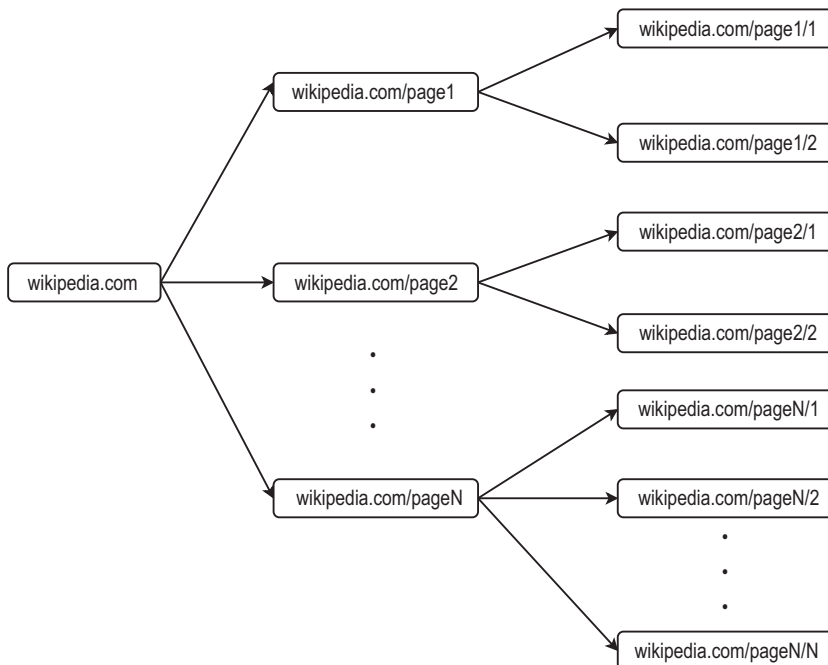 wikipedia.com/page1/1
wikipedia.com/page1
wikipedia.com/page1/2
wikipedia.com/page2/1
wikipedia.com
wikipedia.com/page2
wikipedia.com/page2/2
wikipedia.com/pageN/1
wikipedia.com/pageN
wikipedia.com/pageN/2
wikipedia.com/pageN/N